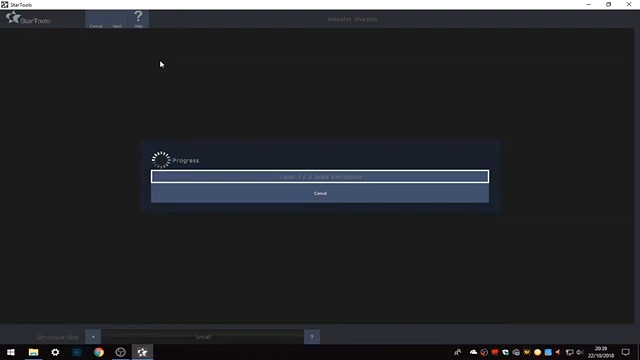 StarTools
StarTools
Cancel
Next
Help
Wavelet Sharpen
Progress
Layer 1 / 5 Scale Extraction
Cancel
Structure Size
Small
?
20:39
22/10/2018